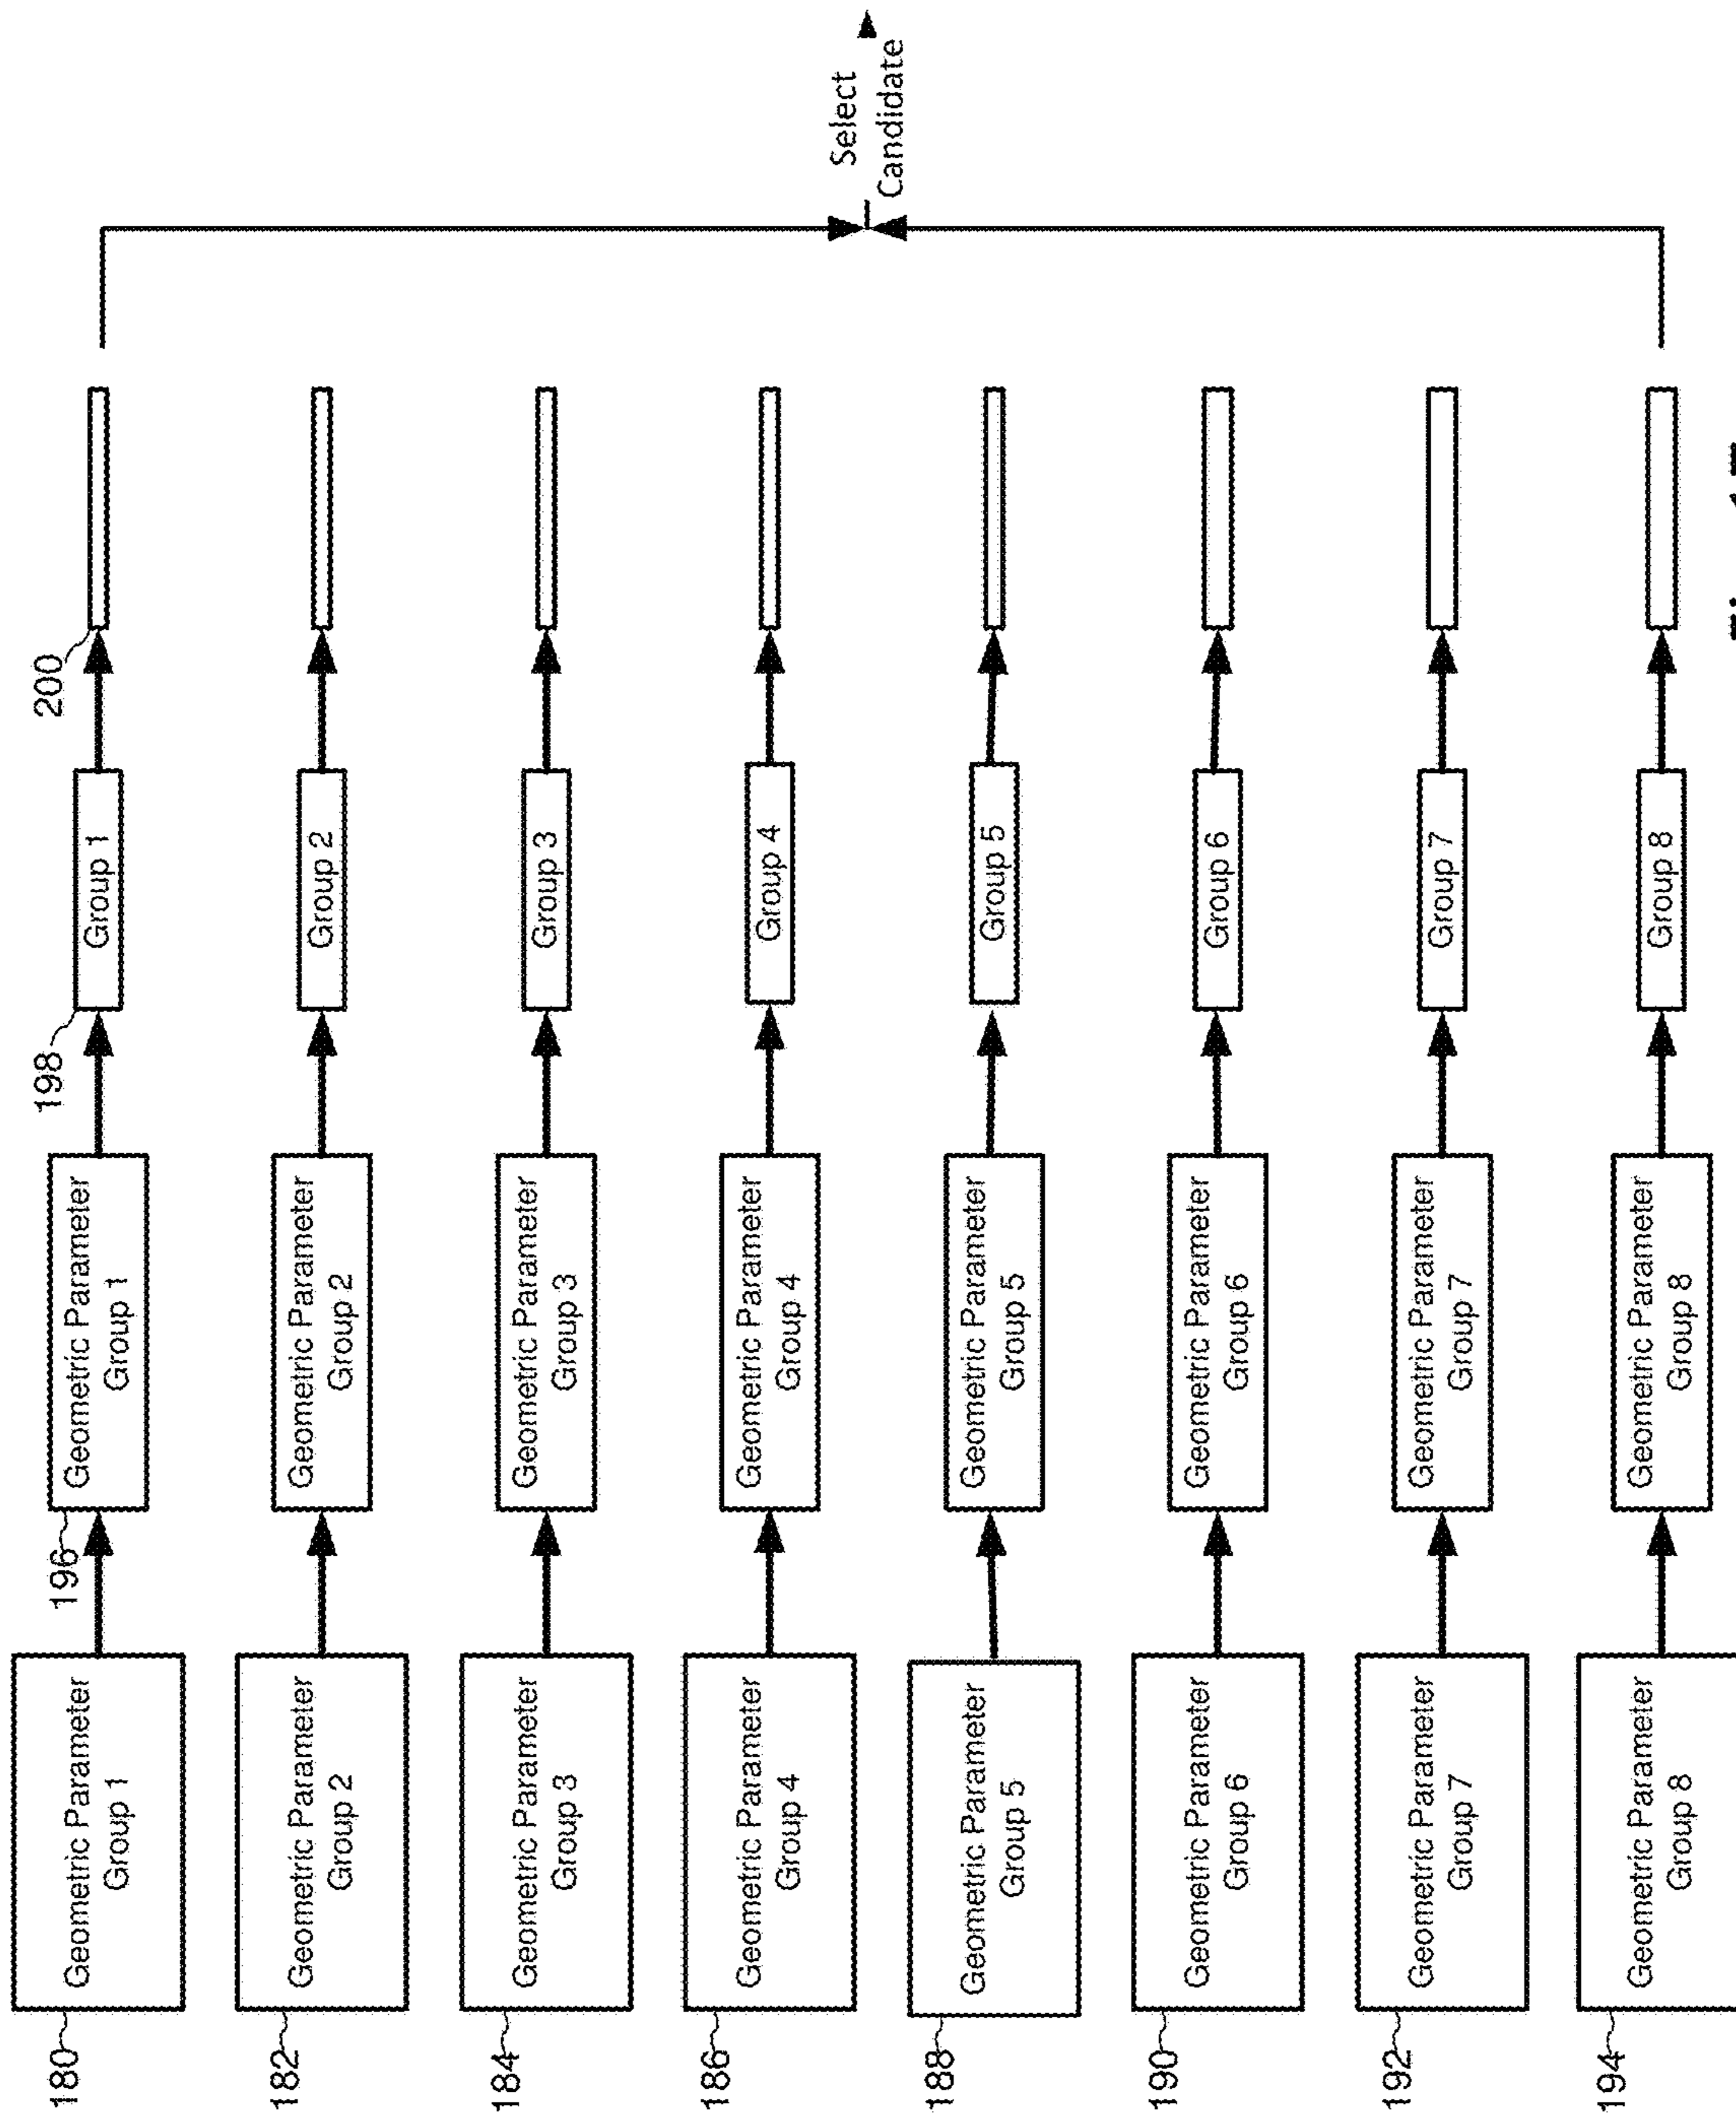 180
Geometric Parameter
Group 1
196
Geometric Parameter
Group 1
198
Group 1
200
182
Geometric Parameter
Group 2
Geometric Parameter
Group 2
Group 2
184
Geometric Parameter
Group 3
Geometric Parameter
Group 3
Group 3
186
Geometric Parameter
Group 4
Geometric Parameter
Group 4
Group 4
Select
Candidate
188
Geometric Parameter
Group 5
Geometric Parameter
Group 5
Group 5
190
Geometric Parameter
Group 6
Geometric Parameter
Group 6
Group 6
192
Geometric Parameter
Group 7
Geometric Parameter
Group 7
Group 7
194
Geometric Parameter
Group 8
Geometric Parameter
Group 8
Group 8